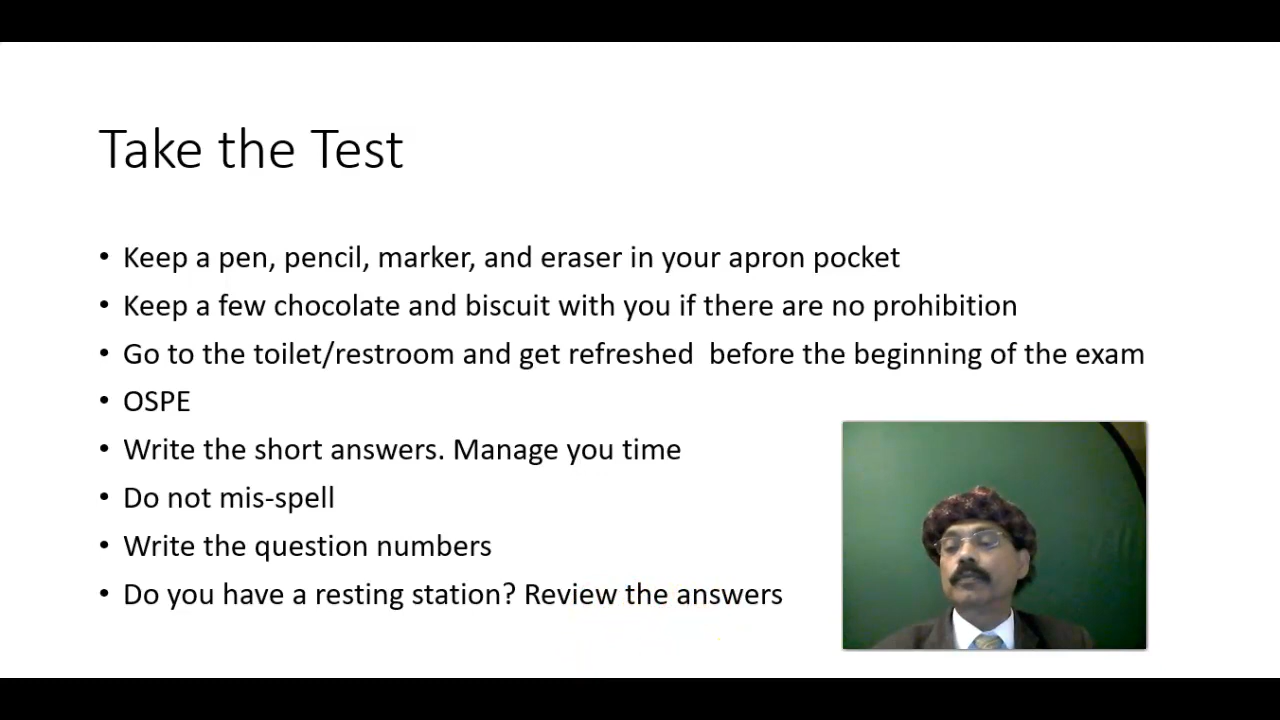 Take the Test
• Keep a pen, pencil, marker, and eraser in your apron pocket
• Keep a few chocolate and biscuit with you if there are no prohibition
• Go to the toilet/restroom and get refreshed  before the beginning of the exam
• OSPE
• Write the short answers. Manage you time
• Do not mis-spell
• Write the question numbers
• Do you have a resting station? Review the answers